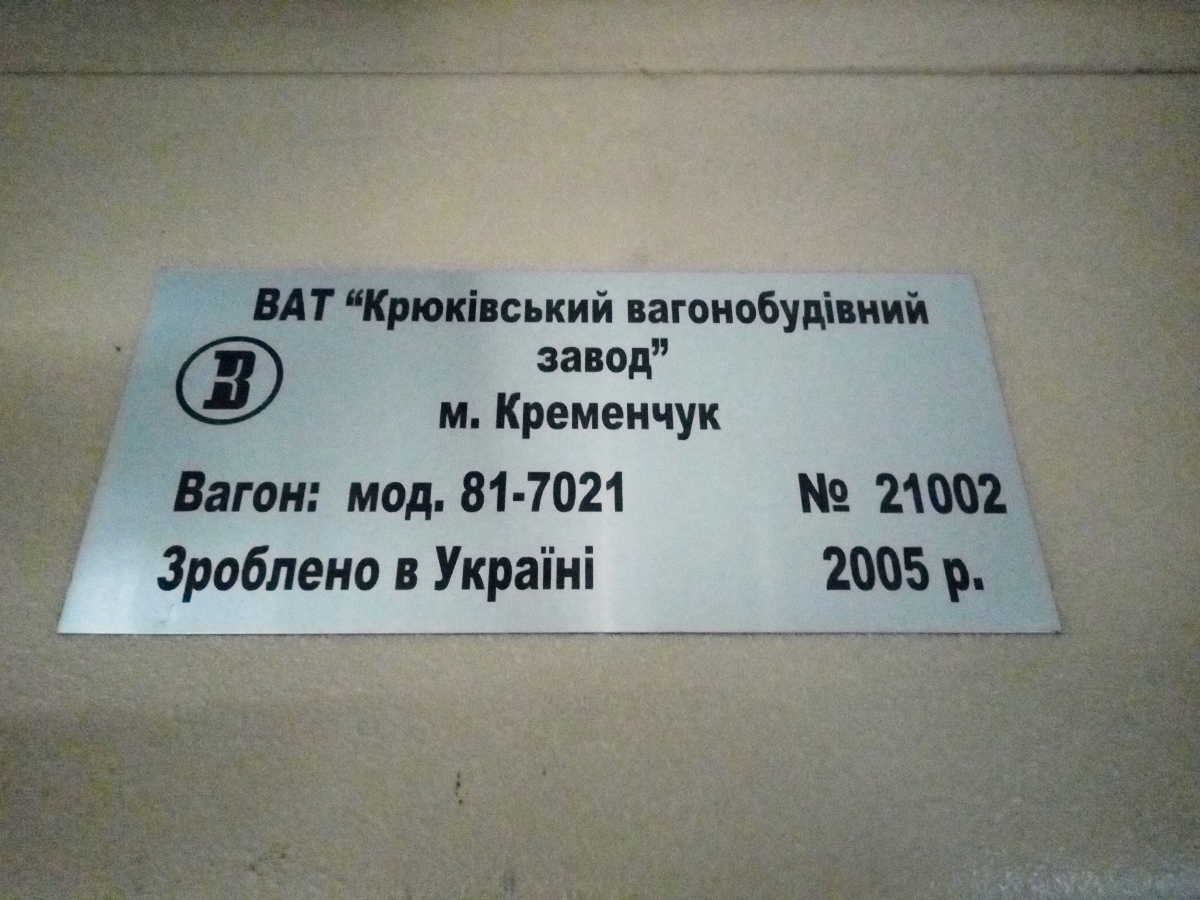 ВАТ “Крюківський вагонобудівний
завод”
м. Кременчук
В
Вагон: мод. 81-7021 № 21002
Зроблено в Україні 2005 р.